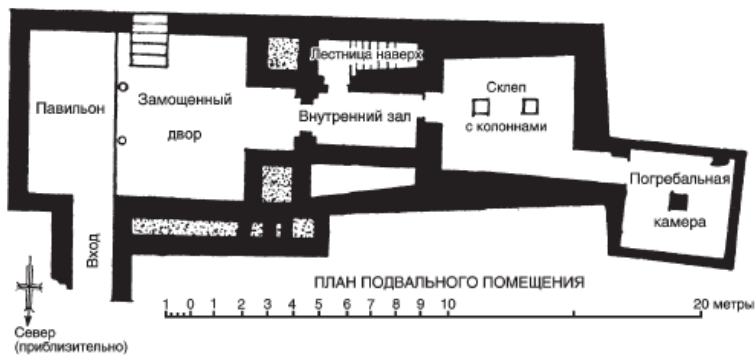 Лестница наверх
Павильон
Замощенный
двор
Внутренний зал
Склеп
с колоннами
Погребальная
камера
Вход
ПЛАН ПОДВАЛЬНОГО ПОМЕЩЕНИЯ
1 0 1 2 3 4 5 6 7 8 9 10 20 метры
Север
(приблизительно)